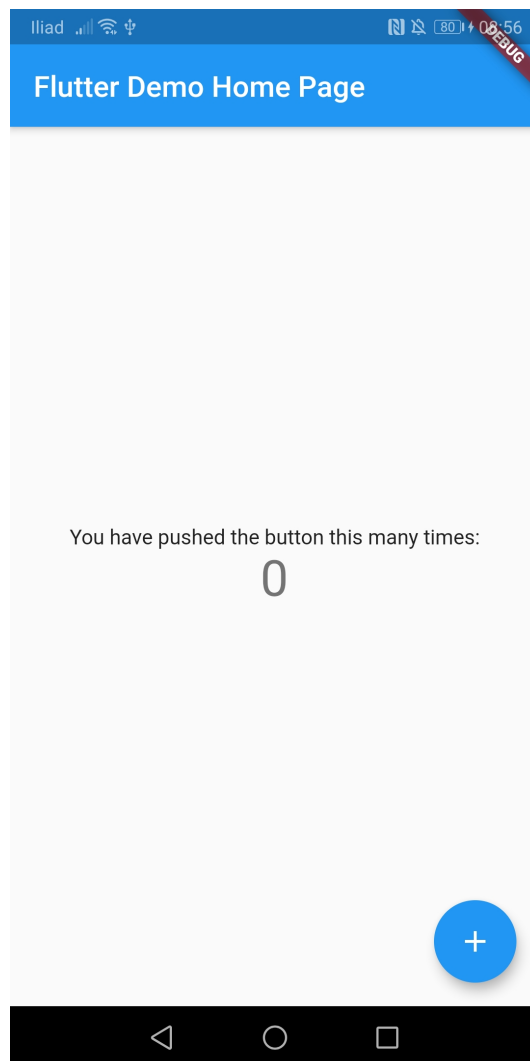 Iliad 80 08:56
DEBUG
Flutter Demo Home Page
You have pushed the button this many times:
0
+